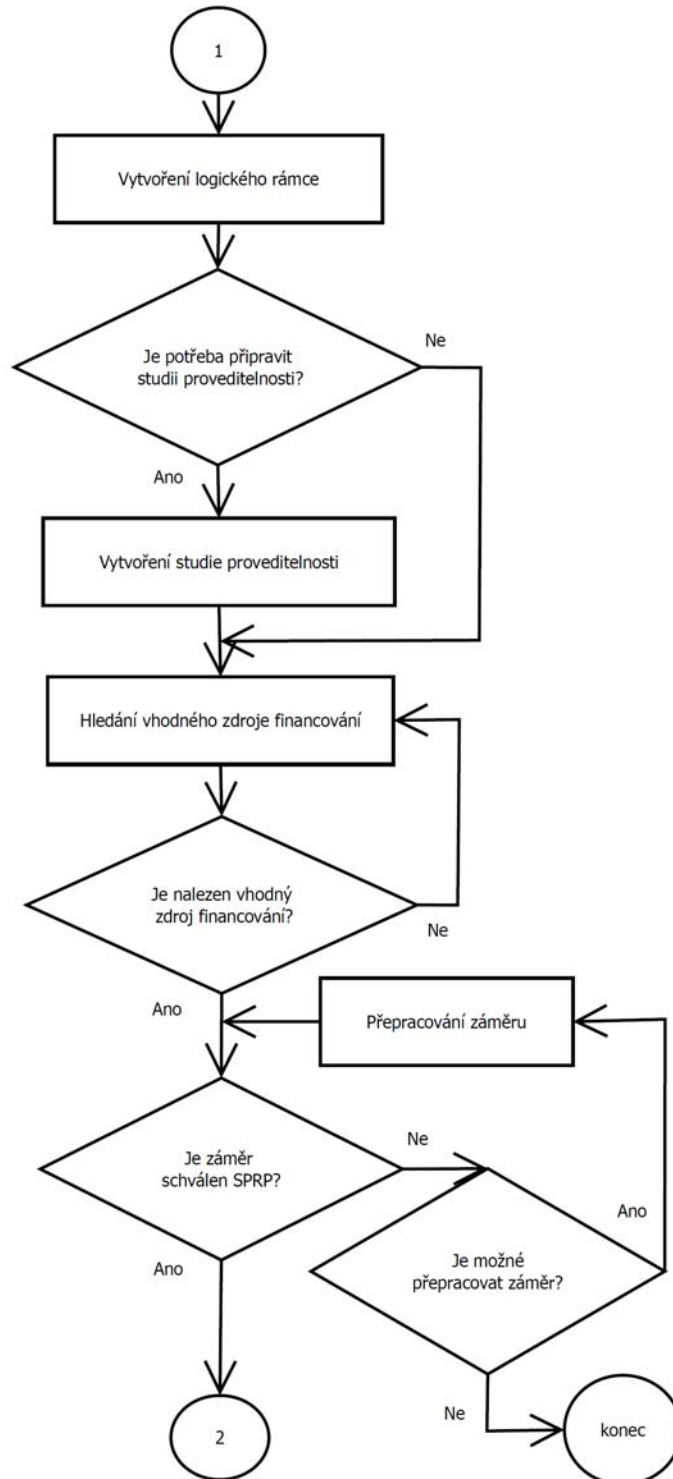 1
Vytvoření logického rámce
Je potřeba připravit
studii proveditelnosti?
Ne
Ano
Vytvoření studie proveditelnosti
Hledání vhodného zdroje financování
Je nalezen vhodný
zdroj financování?
Ne
Ano
Přepracování záměru
Je záměr
schválen SPRP?
Ne
Ano
Ano
Je možné
přepracovat záměr?
Ne
2
konec